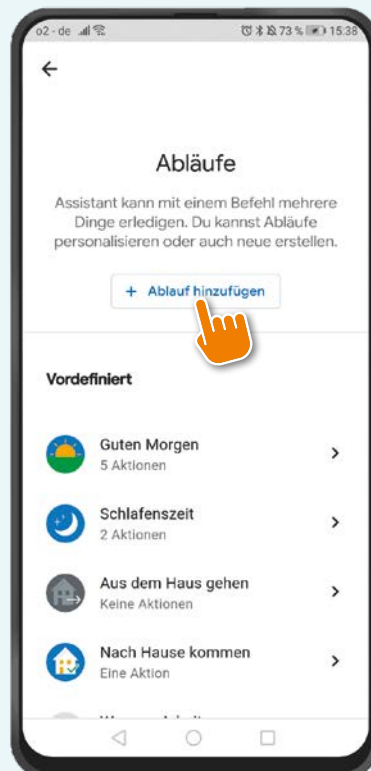 o2 - de 73 % 15:38
Abläufe
Assistant kann mit einem Befehl mehrere
Dinge erledigen. Du kannst Abläufe
personalisieren oder auch neue erstellen.
+ Ablauf hinzufügen
Vordefiniert
Guten Morgen
5 Aktionen
Schlafenszeit
2 Aktionen
Aus dem Haus gehen
Keine Aktionen
Nach Hause kommen
Eine Aktion